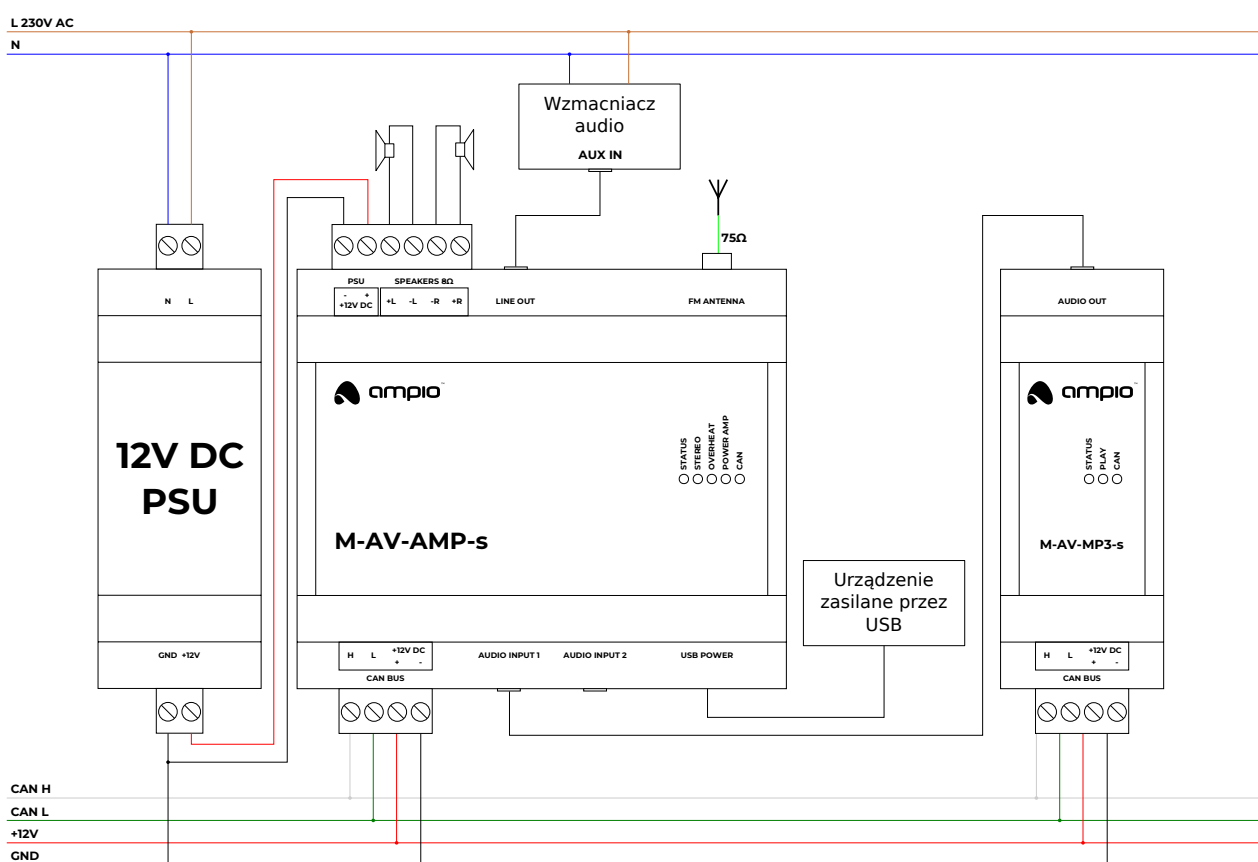 L 230V AC
N
Wzmacniacz
audio
AUX IN
75Ω
PSU SPEAKERS 8Ω
- +
+12V DC
+L -L -R +R
LINE OUT
FM ANTENNA
N L
AUDIO OUT
ampio™
ampio™
12V DC
PSU
STATUS
STEREO
OVERHEAT
POWER AMP
CAN
STATUS
PLAY
CAN
M-AV-AMP-s
M-AV-MP3-s
Urządzenie
zasilane przez
USB
GND +12V
H L +12V DC
+ -
CAN BUS
AUDIO INPUT 1
AUDIO INPUT 2
USB POWER
H L +12V DC
+ -
CAN BUS
CAN H
CAN L
+12V
GND